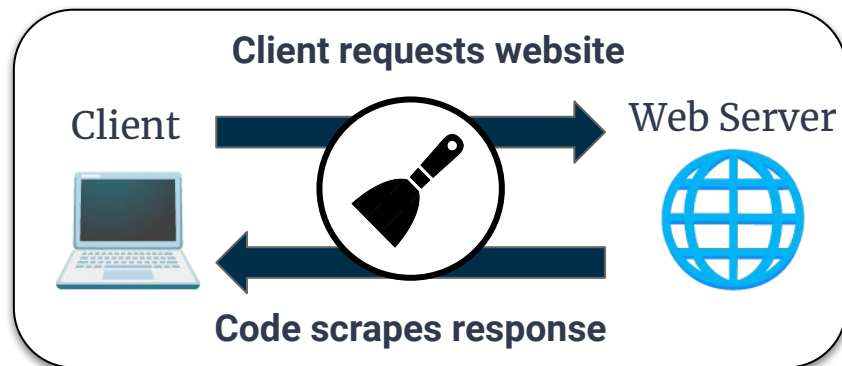 Client requests website
Client
Web Server
Code scrapes response